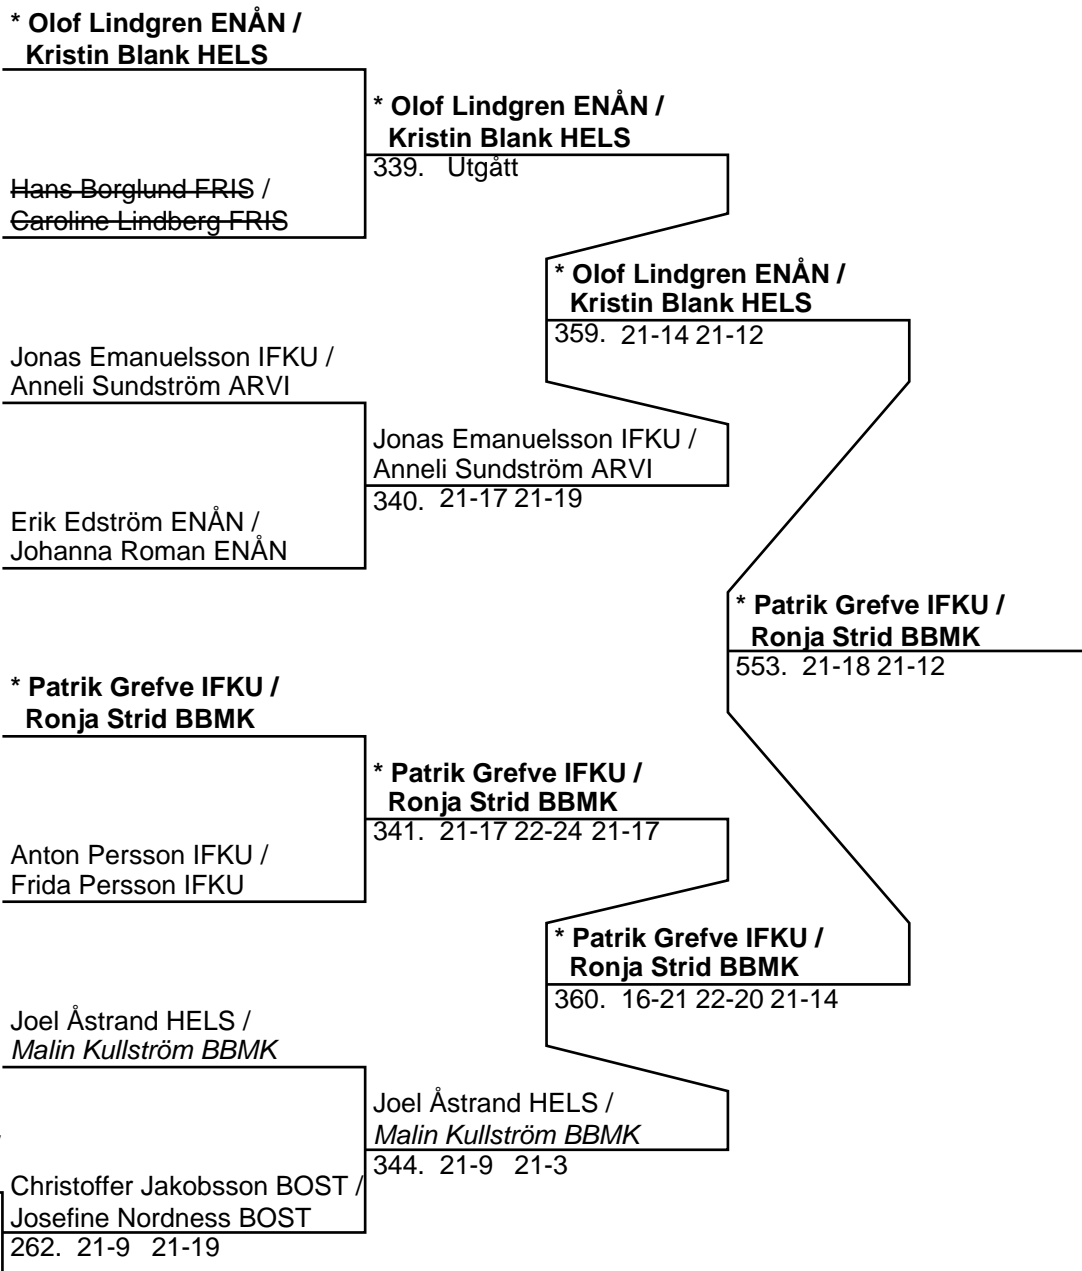 * Olof Lindgren ENÅN /
Kristin Blank HELS
* Olof Lindgren ENÅN /
Kristin Blank HELS
339. Utgått
Hans Borglund FRIS /
Caroline Lindberg FRIS
* Olof Lindgren ENÅN /
Kristin Blank HELS
359. 21-14 21-12
Jonas Emanuelsson IFKU /
Anneli Sundström ARVI
Jonas Emanuelsson IFKU /
Anneli Sundström ARVI
340. 21-17 21-19
Erik Edström ENÅN /
Johanna Roman ENÅN
* Patrik Grefve IFKU /
Ronja Strid BBMK
553. 21-18 21-12
* Patrik Grefve IFKU /
Ronja Strid BBMK
* Patrik Grefve IFKU /
Ronja Strid BBMK
341. 21-17 22-24 21-17
Anton Persson IFKU /
Frida Persson IFKU
* Patrik Grefve IFKU /
Ronja Strid BBMK
360. 16-21 22-20 21-14
Joel Åstrand HELS /
Malin Kullström BBMK
Joel Åstrand HELS /
Malin Kullström BBMK
344. 21-9 21-3
Christoffer Jakobsson BOST /
Josefine Nordness BOST
262. 21-9 21-19